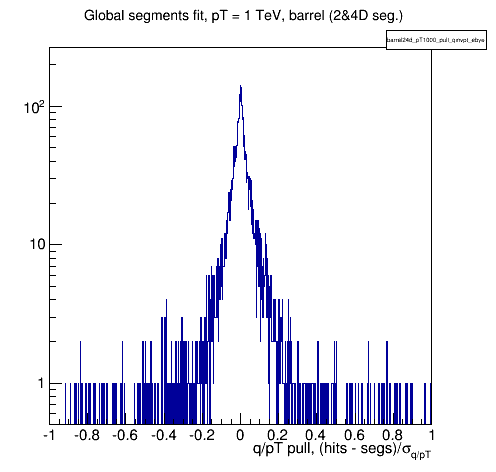 Global segments fit, pT = 1 TeV, barrel (2&4D seg.)
barrel24d_pT1000_pull_qinvpt_ebye
10²
10
1
-1 -0.8 -0.6 -0.4 -0.2 0 0.2 0.4 0.6 0.8 1
q/pT pull, (hits - segs)/σq/pT